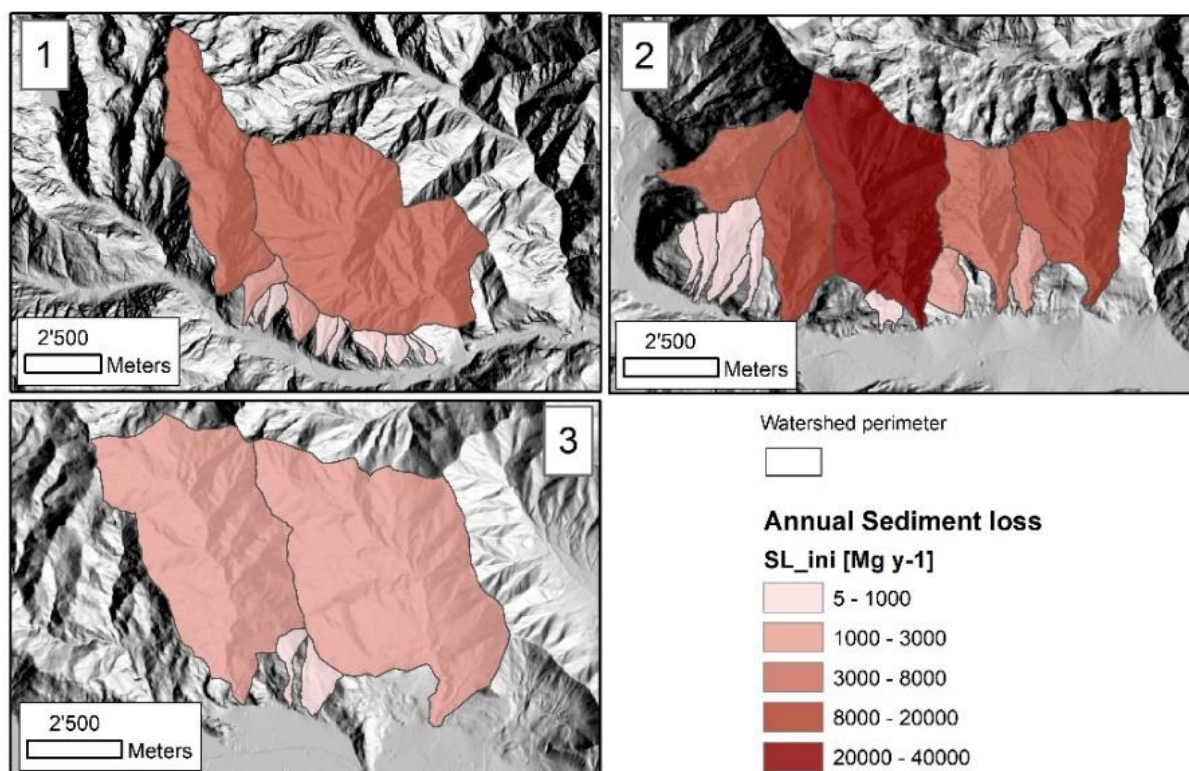 1
2'500
Meters
2
2'500
Meters
3
2'500
Meters
Watershed perimeter
Annual Sediment loss
SL_ini [Mg y-1]
5 - 1000
1000 - 3000
3000 - 8000
8000 - 20000
20000 - 40000